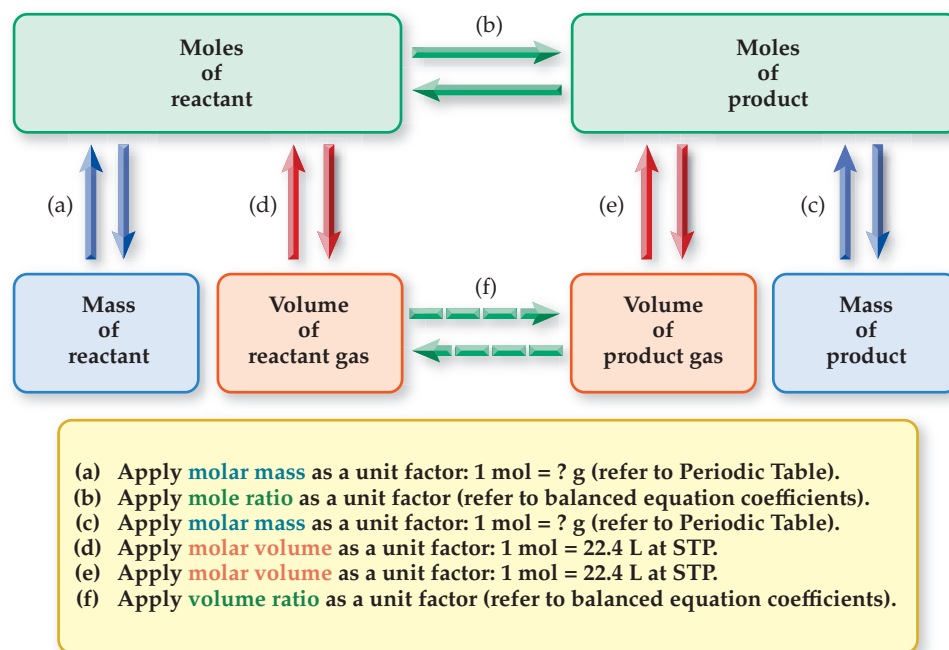 (b)
Moles
of
reactant
Moles
of
product
(a)
(d)
(e)
(c)
Mass
of
reactant
Volume
of
reactant gas
(f)
Volume
of
product gas
Mass
of
product
(a) Apply molar mass as a unit factor: 1 mol = ? g (refer to Periodic Table).
(b) Apply mole ratio as a unit factor (refer to balanced equation coefficients).
(c) Apply molar mass as a unit factor: 1 mol = ? g (refer to Periodic Table).
(d) Apply molar volume as a unit factor: 1 mol = 22.4 L at STP.
(e) Apply molar volume as a unit factor: 1 mol = 22.4 L at STP.
(f) Apply volume ratio as a unit factor (refer to balanced equation coefficients).